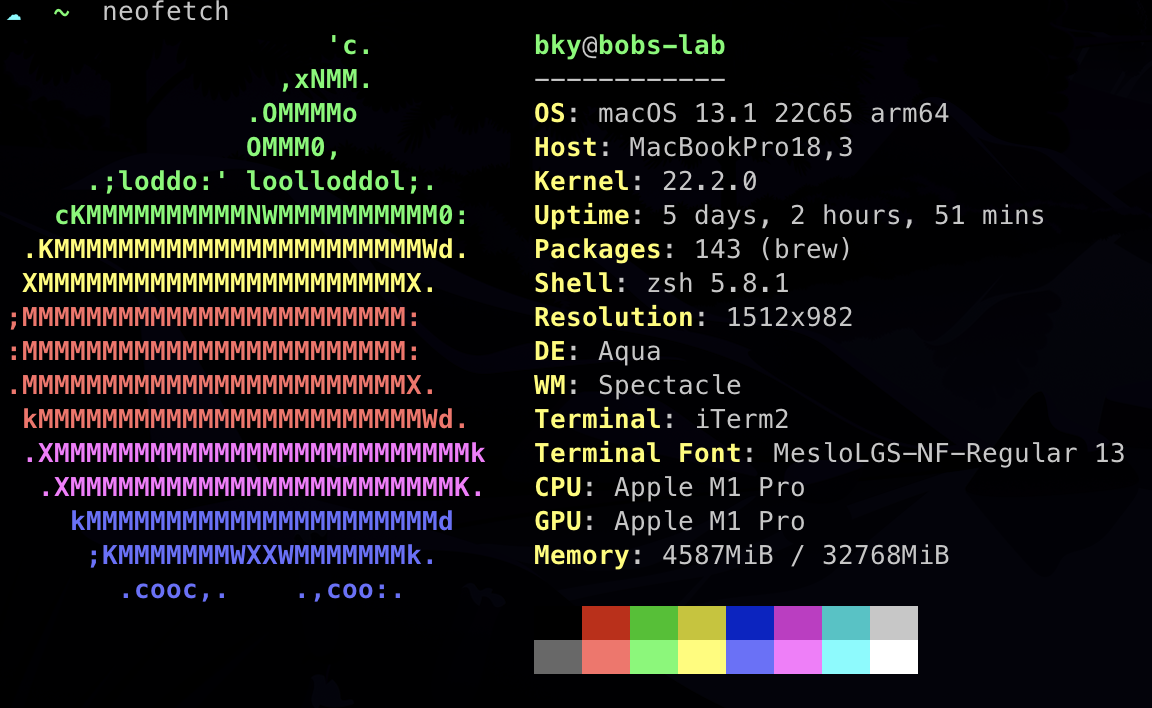 ☁  ~  neofetch
                    'c.          bky@bobs-lab
                 ,xNMM.          ------------
               .OMMMMo           OS: macOS 13.1 22C65 arm64
               OMMM0,            Host: MacBookPro18,3
     .;loddo:' loolloddol;.      Kernel: 22.2.0
   cKMMMMMMMMMMNWMMMMMMMMMM0:    Uptime: 5 days, 2 hours, 51 mins
 .KMMMMMMMMMMMMMMMMMMMMMMMWd.    Packages: 143 (brew)
 XMMMMMMMMMMMMMMMMMMMMMMMX.      Shell: zsh 5.8.1
;MMMMMMMMMMMMMMMMMMMMMMMM:       Resolution: 1512x982
:MMMMMMMMMMMMMMMMMMMMMMMM:       DE: Aqua
.MMMMMMMMMMMMMMMMMMMMMMMMX.      WM: Spectacle
 kMMMMMMMMMMMMMMMMMMMMMMMMWd.    Terminal: iTerm2
 .XMMMMMMMMMMMMMMMMMMMMMMMMMMk   Terminal Font: MesloLGS-NF-Regular 13
  .XMMMMMMMMMMMMMMMMMMMMMMMMK.   CPU: Apple M1 Pro
    kMMMMMMMMMMMMMMMMMMMMMMd     GPU: Apple M1 Pro
     ;KMMMMMMMWXXWMMMMMMMk.      Memory: 4587MiB / 32768MiB
       .cooc,.    .,coo:.